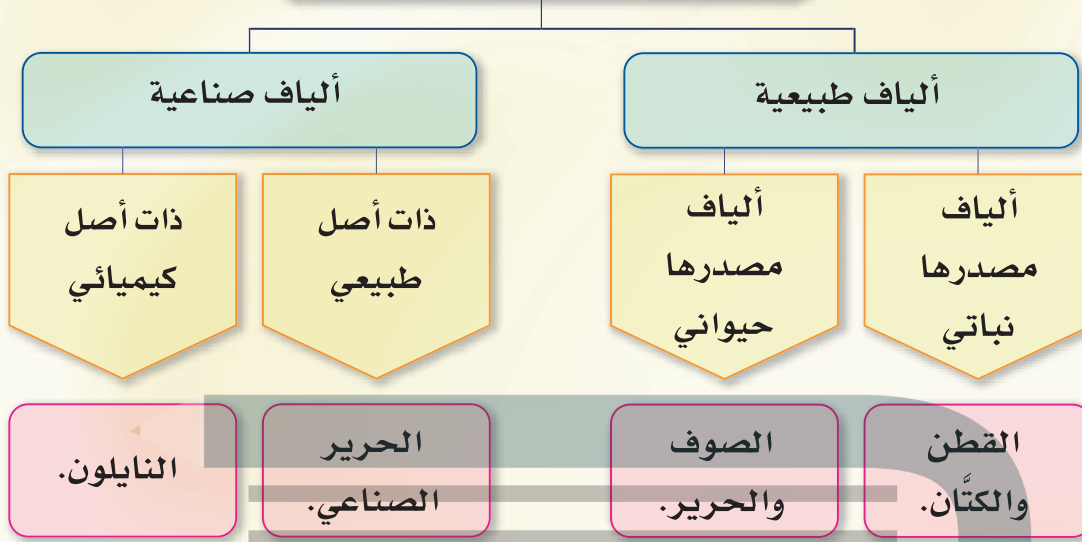 ألياف طبيعية
ألياف صناعية
ألياف
مصدرها
نباتي
ألياف
مصدرها
حيواني
ذات أصل
طبيعي
ذات أصل
كيميائي
القطن
والكتَّان.
الصوف
والحرير.
الحرير
الصناعي.
النايلون.